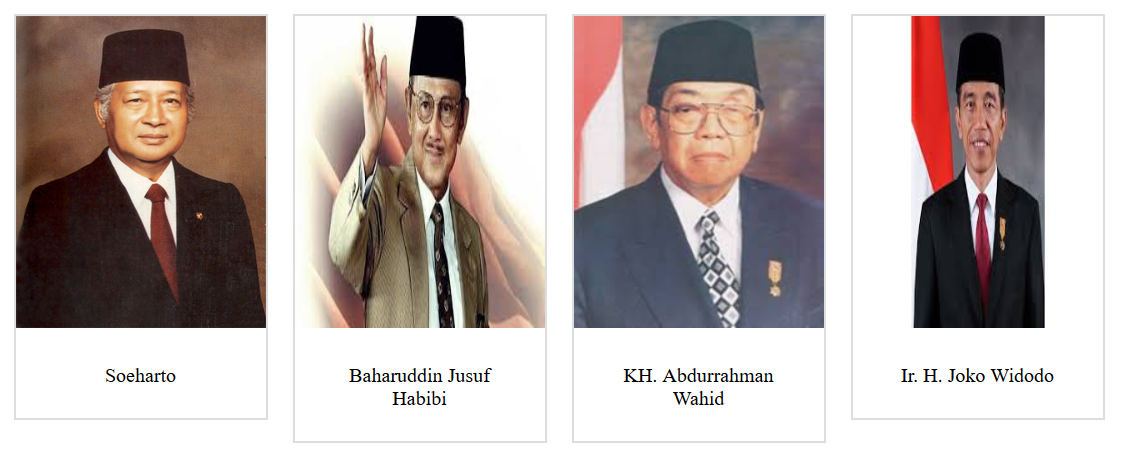 Soeharto
Baharuddin Jusuf
Habibi
KH. Abdurrahman
Wahid
Ir. H. Joko Widodo